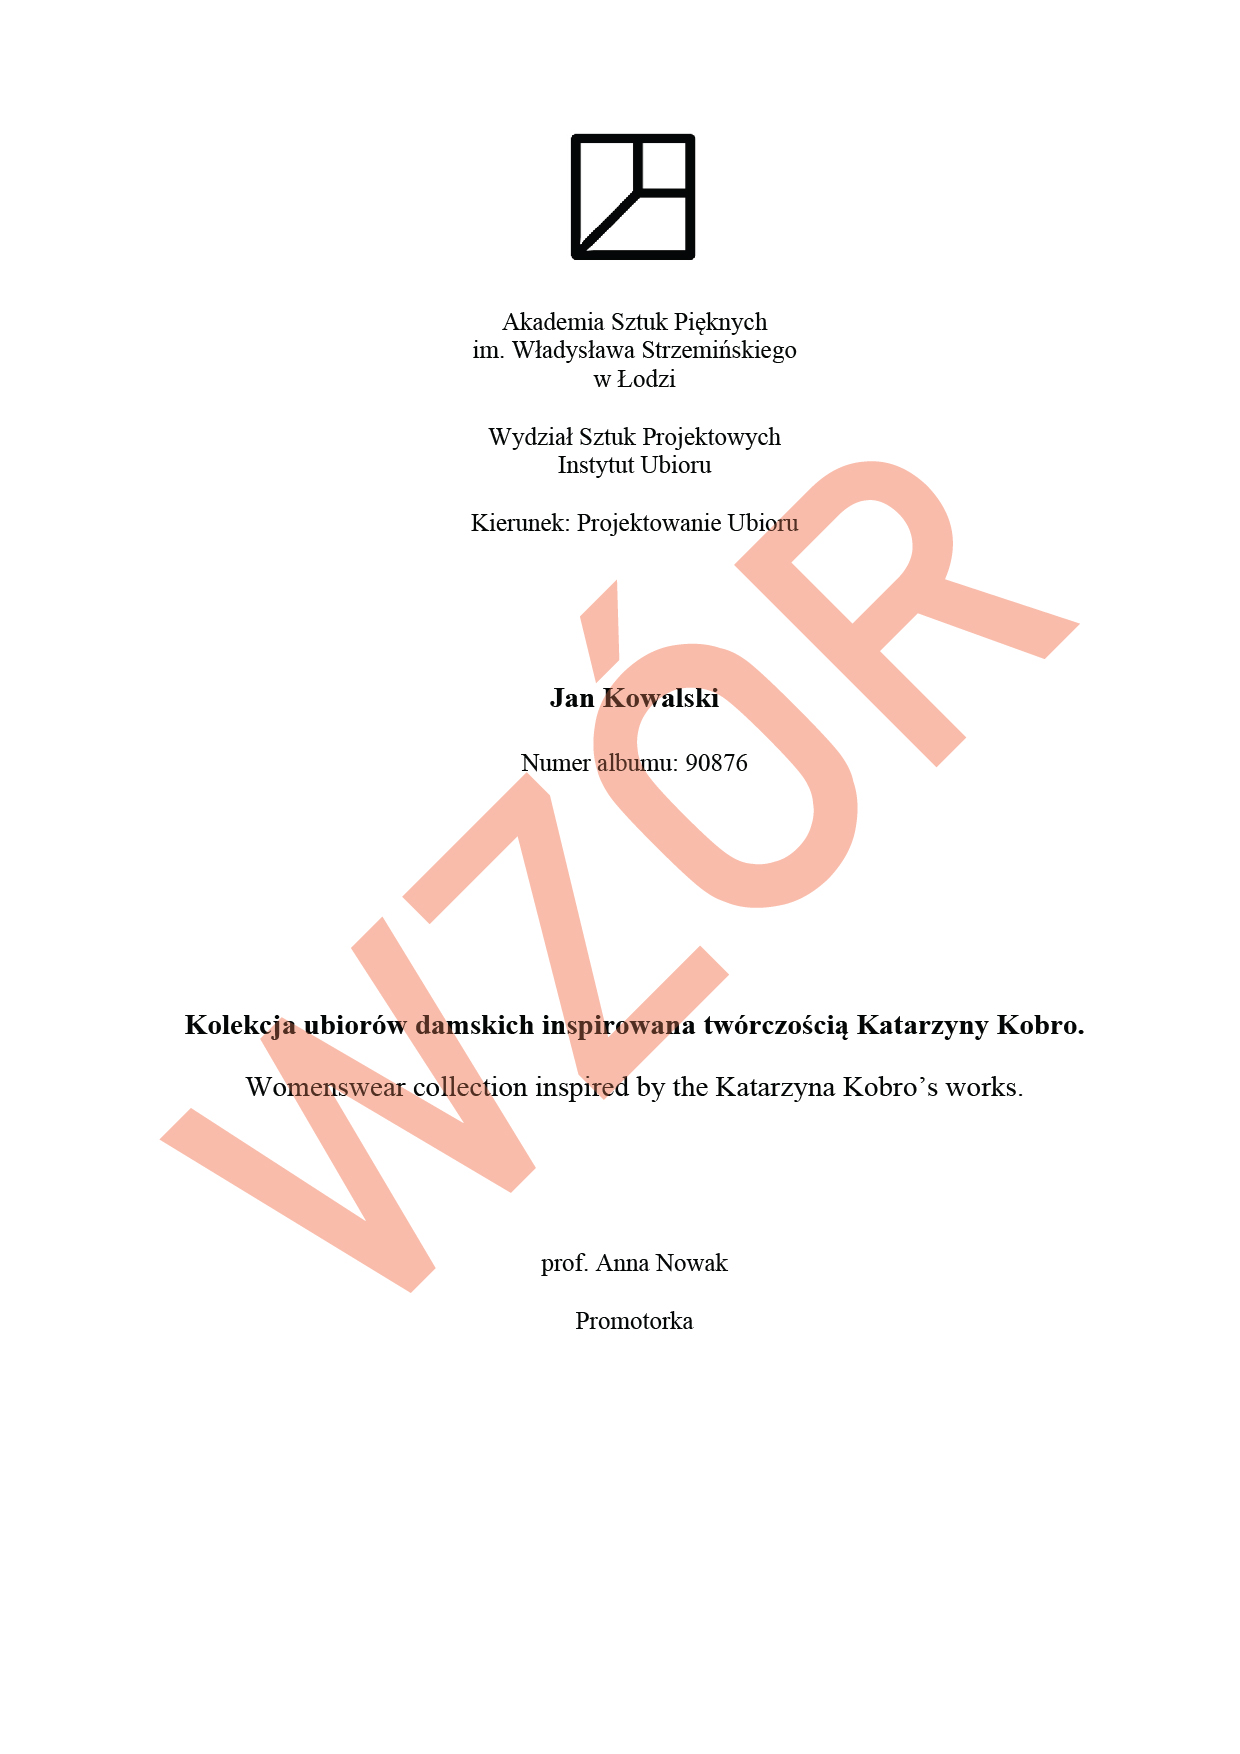 Akademia Sztuk Pięknych
im. Władysława Strzemińskiego
w Łodzi
Wydział Sztuk Projektowych
Instytut Ubioru
Kierunek: Projektowanie Ubioru
Jan Kowalski
Numer albumu: 90876
WZÓR
Kolekcja ubiorów damskich inspirowana twórczością Katarzyny Kobro.
Womenswear collection inspired by the Katarzyna Kobro’s works.
prof. Anna Nowak
Promotorka